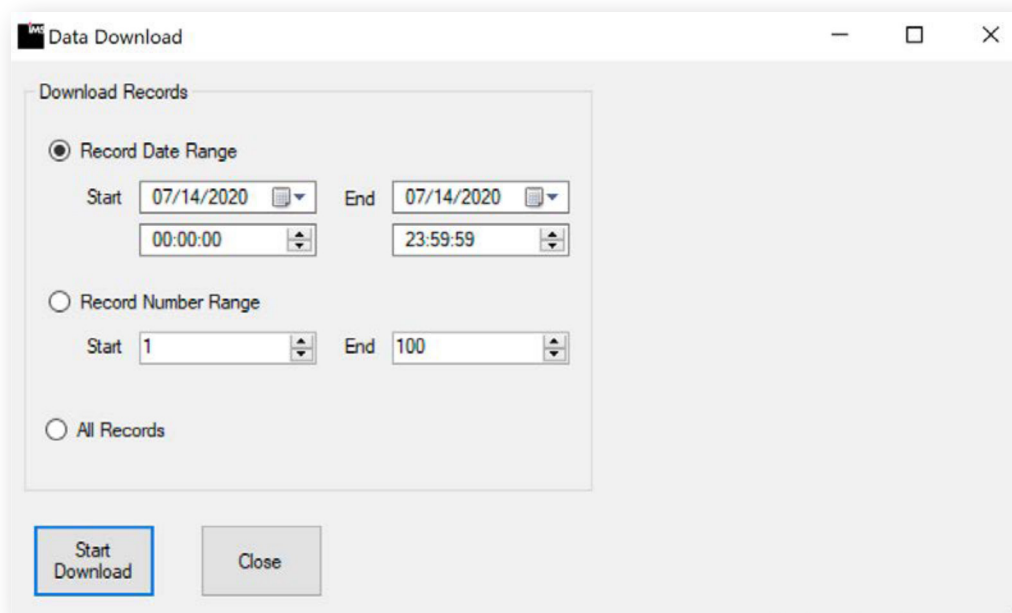 IMS
Data Download
Download Records
Record Date Range
Start 07/14/2020 End 07/14/2020
00:00:00 23:59:59
Record Number Range
Start 1 End 100
All Records
Start
Download
Close